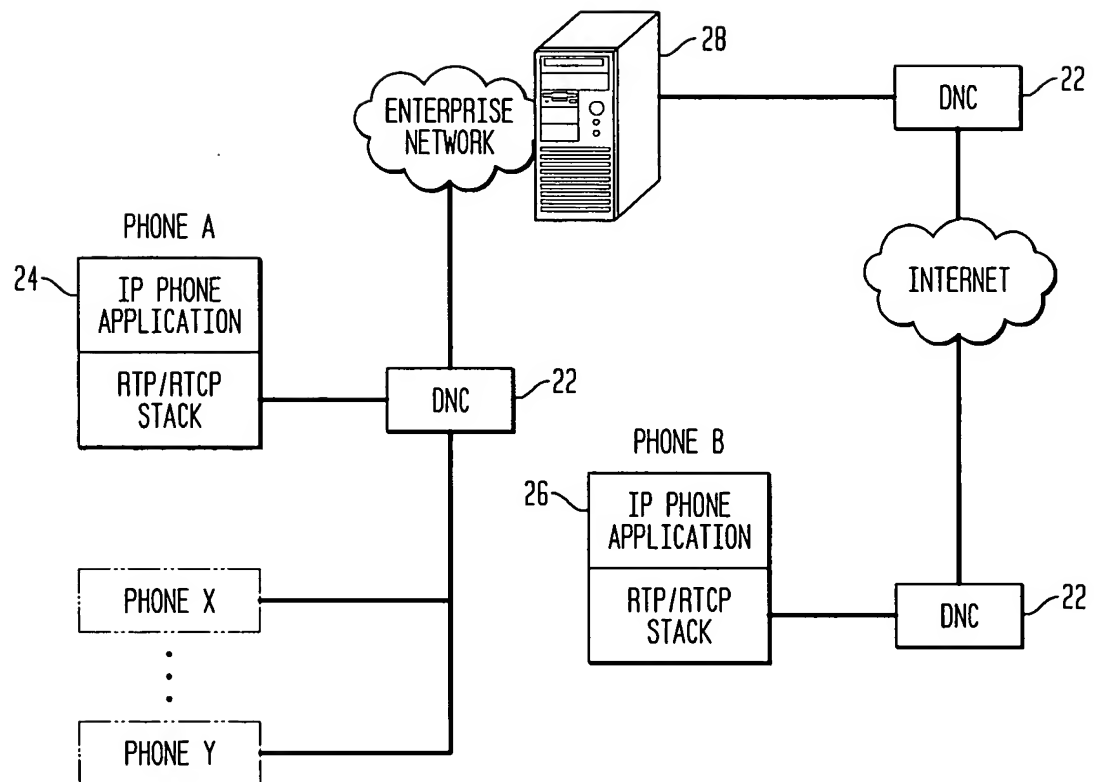 28
ENTERPRISE
NETWORK
DNC
22
PHONE A
24
IP PHONE
APPLICATION
RTP/RTCP
STACK
INTERNET
DNC
22
PHONE B
26
IP PHONE
APPLICATION
RTP/RTCP
STACK
DNC
22
PHONE X
PHONE Y